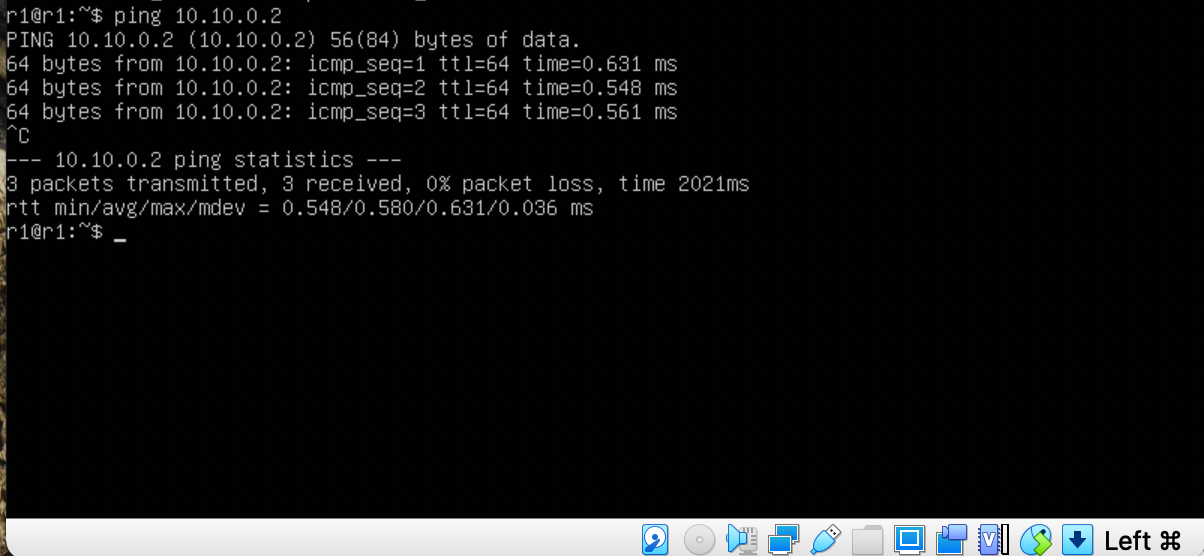 r1@r1:~$ ping 10.10.0.2
PING 10.10.0.2 (10.10.0.2) 56(84) bytes of data.
64 bytes from 10.10.0.2: icmp_seq=1 ttl=64 time=0.631 ms
64 bytes from 10.10.0.2: icmp_seq=2 ttl=64 time=0.548 ms
64 bytes from 10.10.0.2: icmp_seq=3 ttl=64 time=0.561 ms
^C
--- 10.10.0.2 ping statistics ---
3 packets transmitted, 3 received, 0% packet loss, time 2021ms
rtt min/avg/max/mdev = 0.548/0.580/0.631/0.036 ms
r1@r1:~$ _
Left ⌘